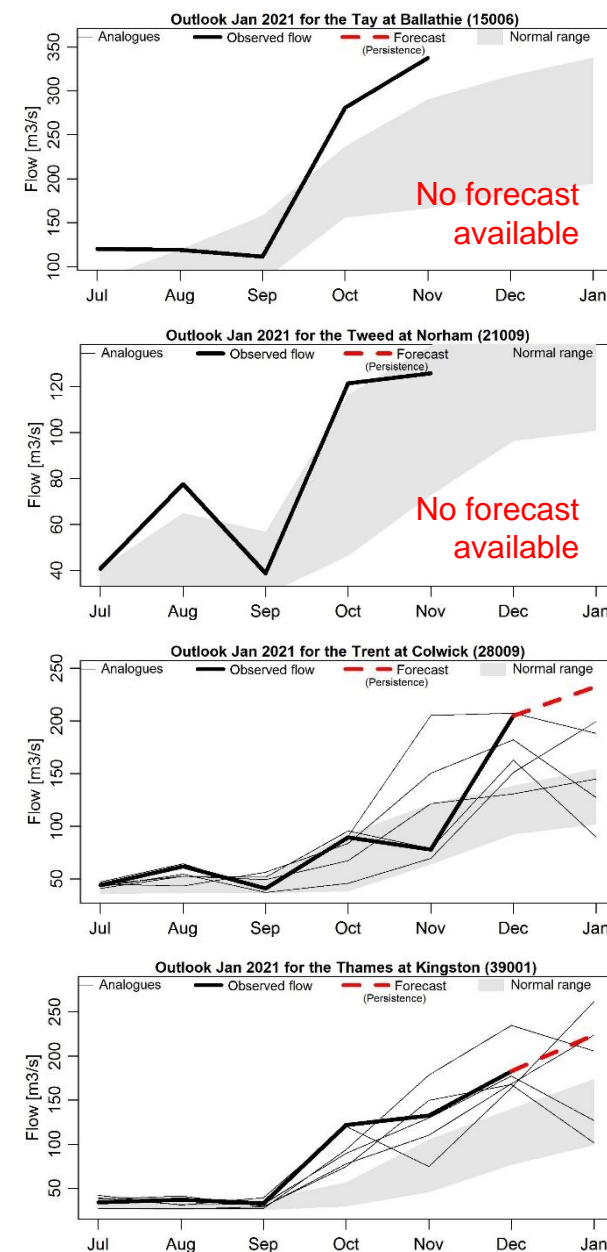 Outlook Jan 2021 for the Tay at Ballathie (15006)
Analogues Observed flow Forecast Normal range
(Persistence)
Flow [m3/s]
350
300
250
200
150
100
No forecast
available
Jul Aug Sep Oct Nov Dec Jan
Outlook Jan 2021 for the Tweed at Norham (21009)
Analogues Observed flow Forecast Normal range
(Persistence)
Flow [m3/s]
120
100
80
60
40
No forecast
available
Jul Aug Sep Oct Nov Dec Jan
Outlook Jan 2021 for the Trent at Colwick (28009)
Analogues Observed flow Forecast Normal range
(Persistence)
Flow [m3/s]
250
200
150
100
50
Jul Aug Sep Oct Nov Dec Jan
Outlook Jan 2021 for the Thames at Kingston (39001)
Analogues Observed flow Forecast Normal range
(Persistence)
Flow [m3/s]
250
200
150
100
50
Jul Aug Sep Oct Nov Dec Jan